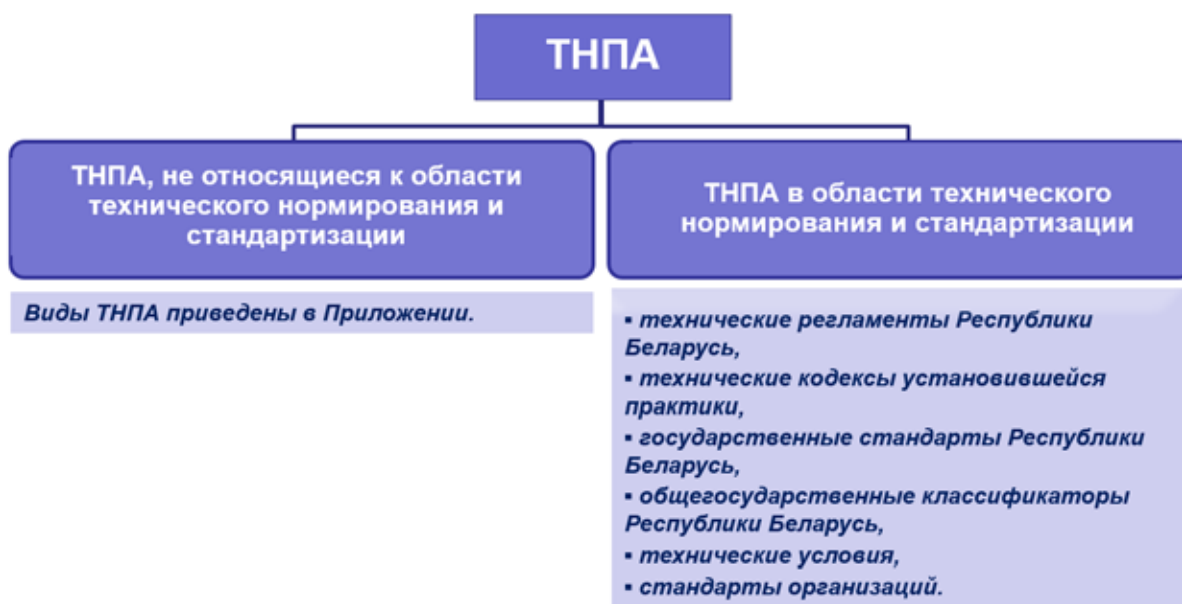 ТНПА
ТНПА, не относящиеся к области
технического нормирования и
стандартизации
Виды ТНПА приведены в Приложении.
ТНПА в области технического
нормирования и стандартизации
▪ технические регламенты Республики
Беларусь,
▪ технические кодексы установившейся
практики,
▪ государственные стандарты Республики
Беларусь,
▪ общегосударственные классификаторы
Республики Беларусь,
▪ технические условия,
▪ стандарты организаций.